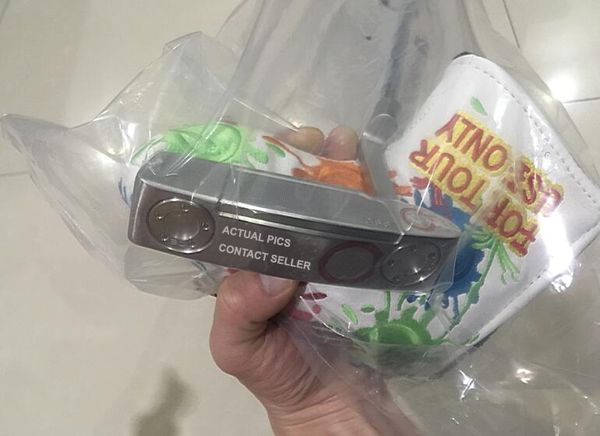 ACTUAL PICS
CONTACT SELLER
FOR TOUR
USE ONLY